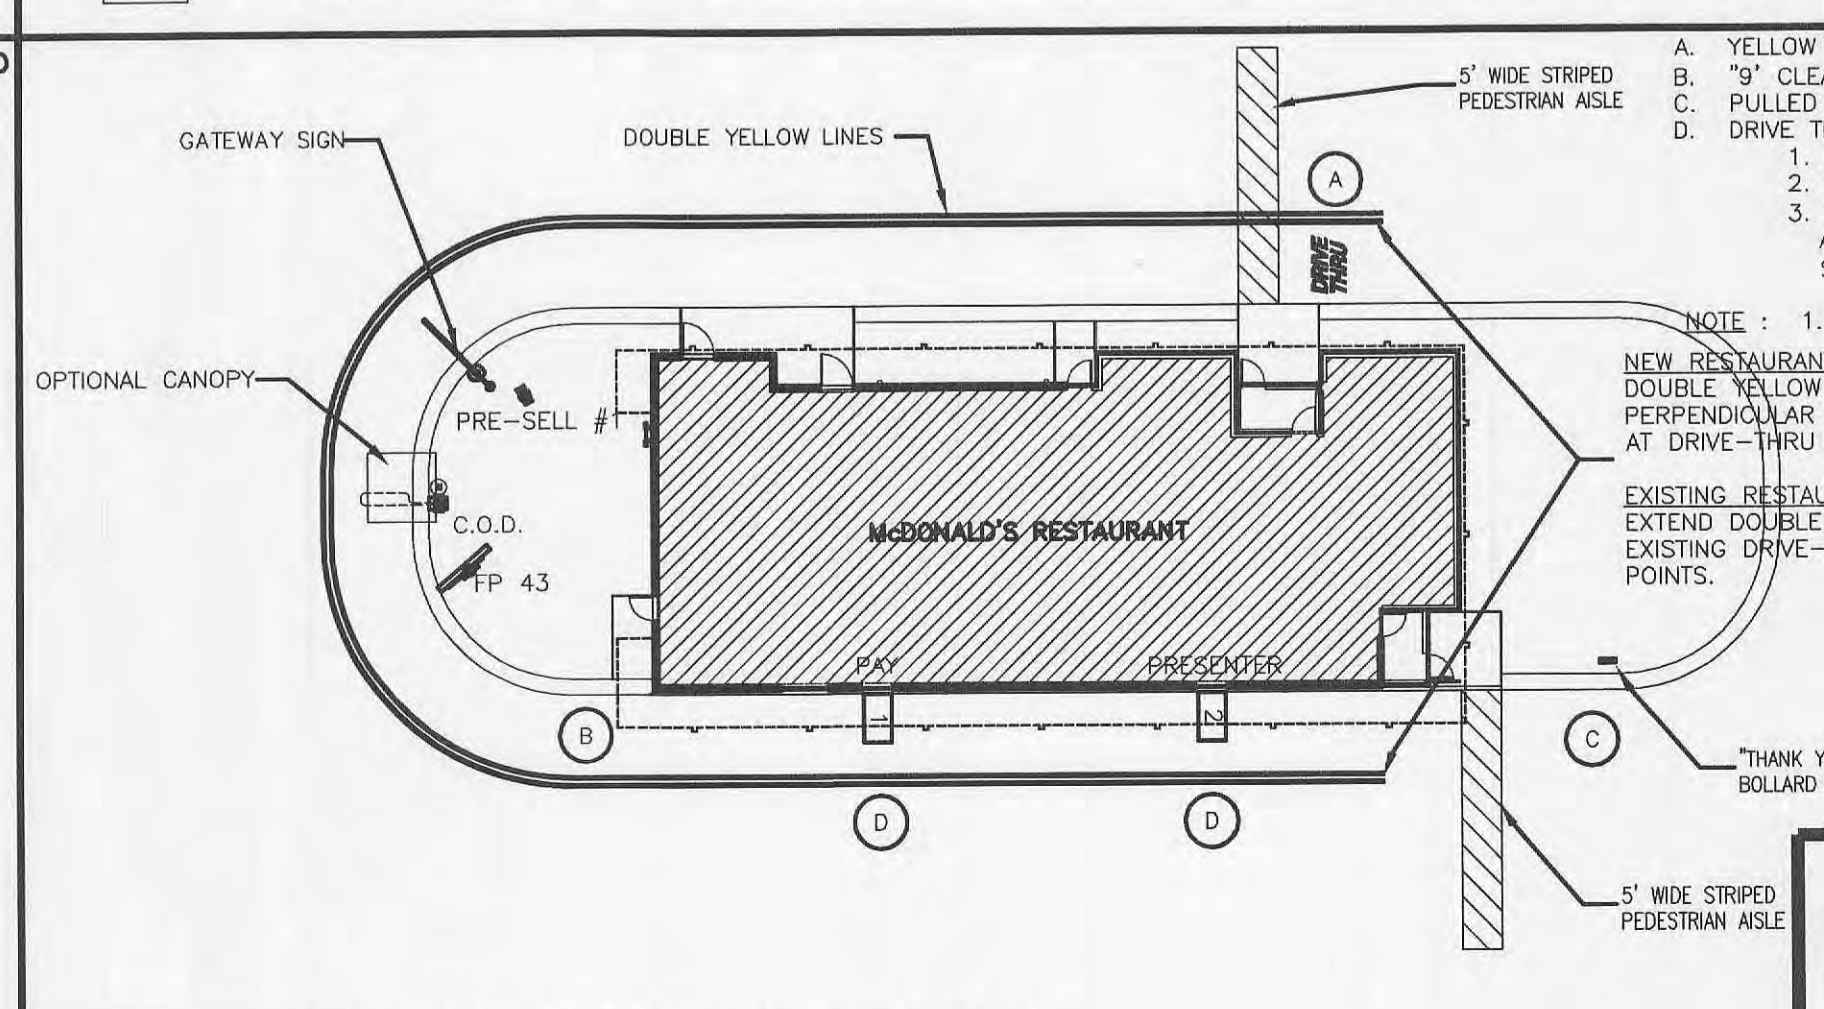 GATEWAY SIGN
DOUBLE YELLOW LINES
5' WIDE STRIPED
PEDESTRIAN AISLE
A
A. YELLOW
B. "9' CLEA
C. PULLED
D. DRIVE T
1.
2.
3.
DRIVE
THRU
NOTE : 1.
NEW RESTAURANT
DOUBLE YELLOW
PERPENDICULAR
AT DRIVE-THRU
OPTIONAL CANOPY
PRE-SELL #1
C.O.D.
FP 43
McDONALD'S RESTAURANT
EXISTING RESTAU
EXTEND DOUBLE
EXISTING DRIVE-
POINTS.
PAY
PRESENTER
1
2
B
C
D
D
"THANK Y
BOLLARD
5' WIDE STRIPED
PEDESTRIAN AISLE